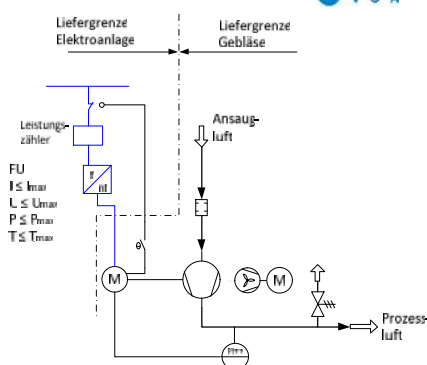 Liefergrenze
Elektroanlage
Liefergrenze
Gebläse
Leistungs-
zähler
Ansaug-
luft
FU
I ≤ Imax
U ≤ Umax
P ≤ Pmax
T ≤ Tmax
M
M
Prozess-
luft